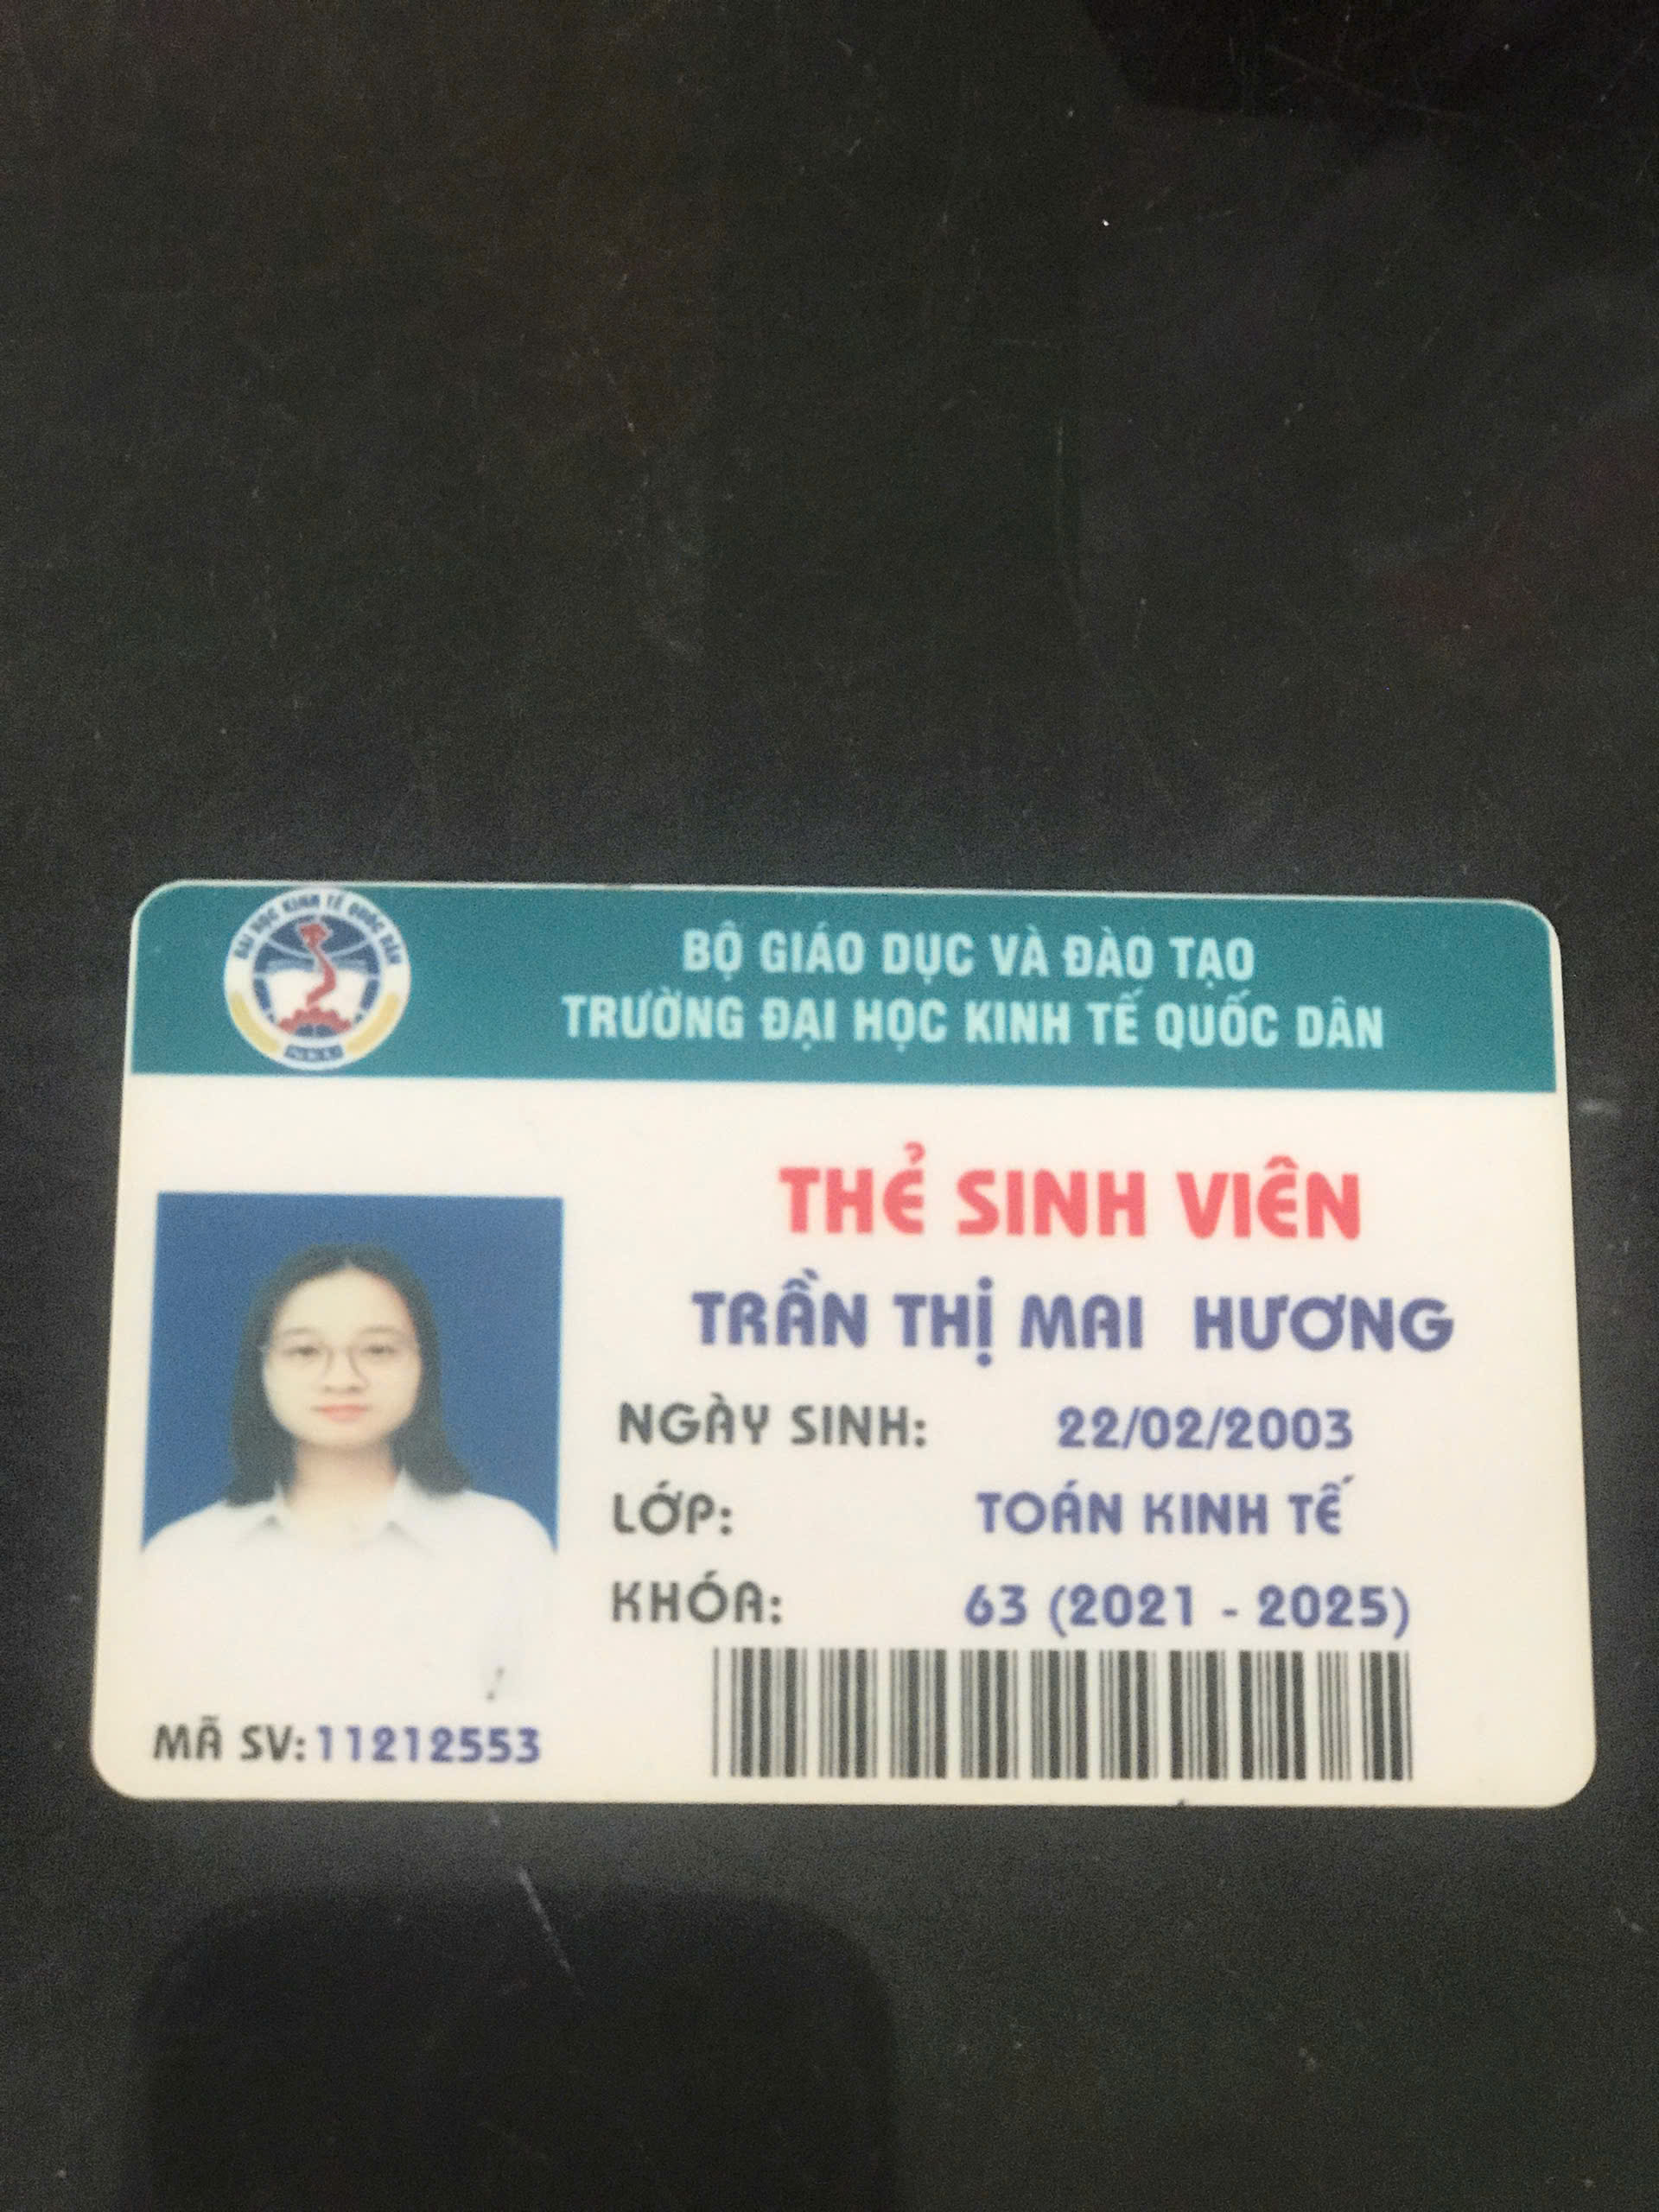 ĐẠI HỌC KINH TẾ QUỐC DÂN
BỘ GIÁO DỤC VÀ ĐÀO TẠO
TRƯỜNG ĐẠI HỌC KINH TẾ QUỐC DÂN
THẺ SINH VIÊN
TRẦN THỊ MAI HƯƠNG
NGÀY SINH: 22/02/2003
LỚP: TOÁN KINH TẾ
KHÓA: 63 (2021 - 2025)
MÃ SV: 11212553